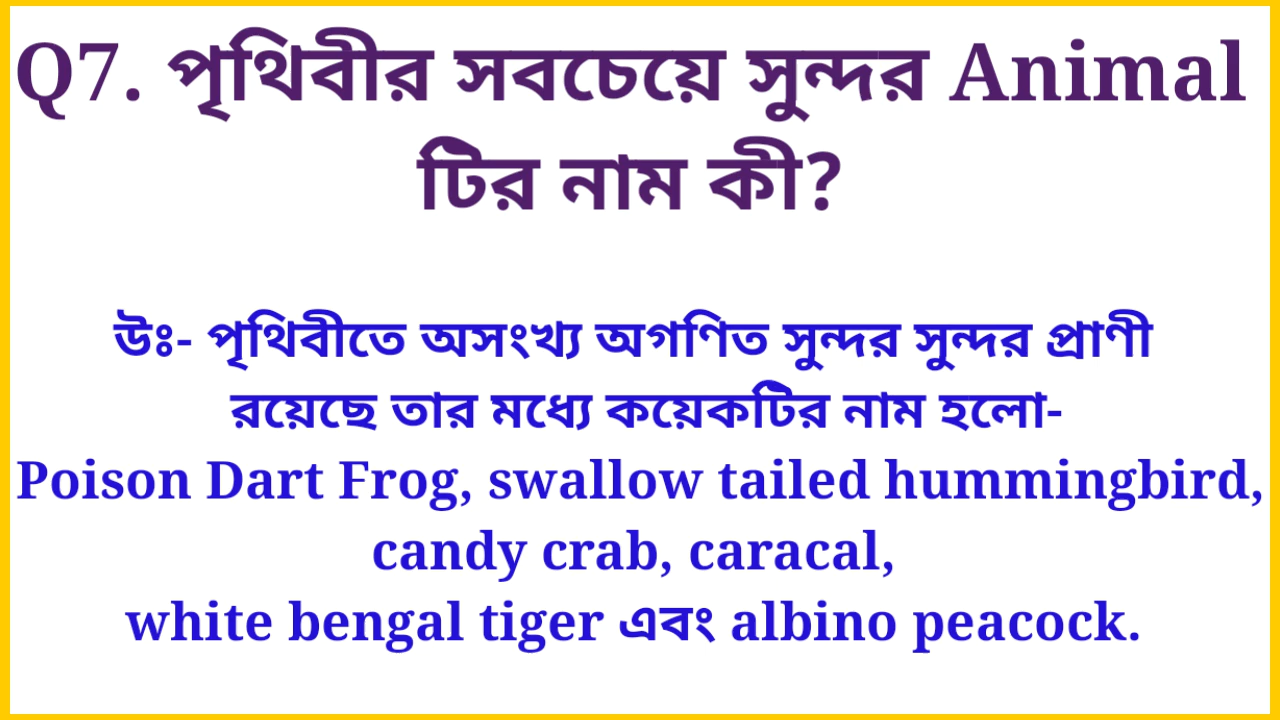 Q7. পৃথিবীর সবচেয়ে সুন্দর Animal
টির নাম কী?
উঃ- পৃথিবীতে অসংখ্য অগণিত সুন্দর সুন্দর প্রাণী
রয়েছে তার মধ্যে কয়েকটির নাম হলো-
Poison Dart Frog, swallow tailed hummingbird,
candy crab, caracal,
white bengal tiger এবং albino peacock.